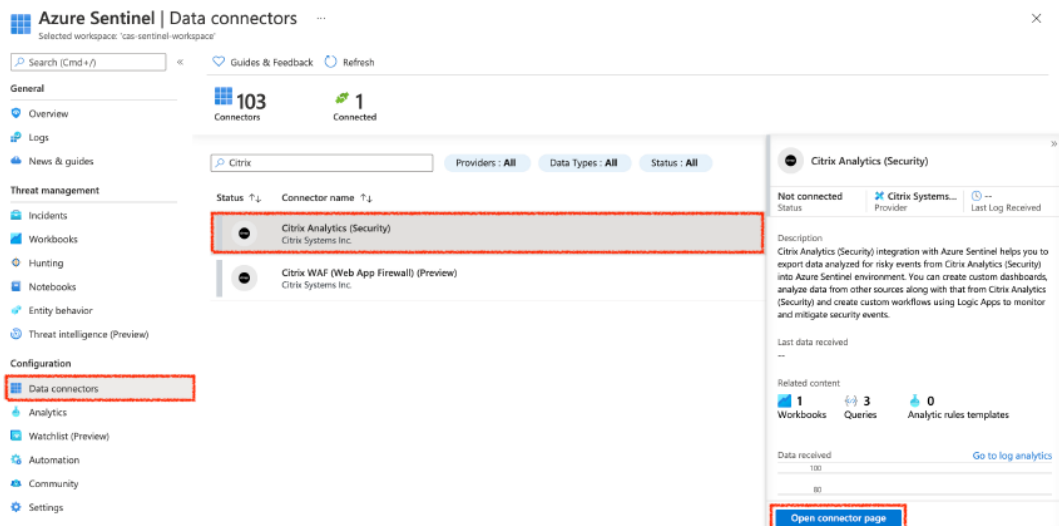 Azure Sentinel | Data connectors ...
Selected workspace: 'cas-sentinel-workspace'
Search (Cmd+/)
«
General
Overview
Logs
News & guides
Threat management
Incidents
Workbooks
Hunting
Notebooks
Entity behavior
Threat intelligence (Preview)
Configuration
Data connectors
Analytics
Watchlist (Preview)
Automation
Community
Settings
Guides & Feedback Refresh
103
Connectors
1
Connected
Citrix
Providers : All Data Types : All Status : All
Status ↑↓ Connector name ↑↓
Citrix Analytics (Security)
Citrix Systems Inc.
Citrix WAF (Web App Firewall) (Preview)
Citrix Systems Inc.
»
Citrix Analytics (Security)
Not connected
Status
Citrix Systems...
Provider
--
Last Log Received
Description
Citrix Analytics (Security) integration with Azure Sentinel helps you to
export data analyzed for risky events from Citrix Analytics (Security)
into Azure Sentinel environment. You can create custom dashboards,
analyze data from other sources along with that from Citrix Analytics
(Security) and create custom workflows using Logic Apps to monitor
and mitigate security events.
Last data received
--
Related content
1
Workbooks
3
Queries
0
Analytic rules templates
Data received Go to log analytics
100
80
Open connector page